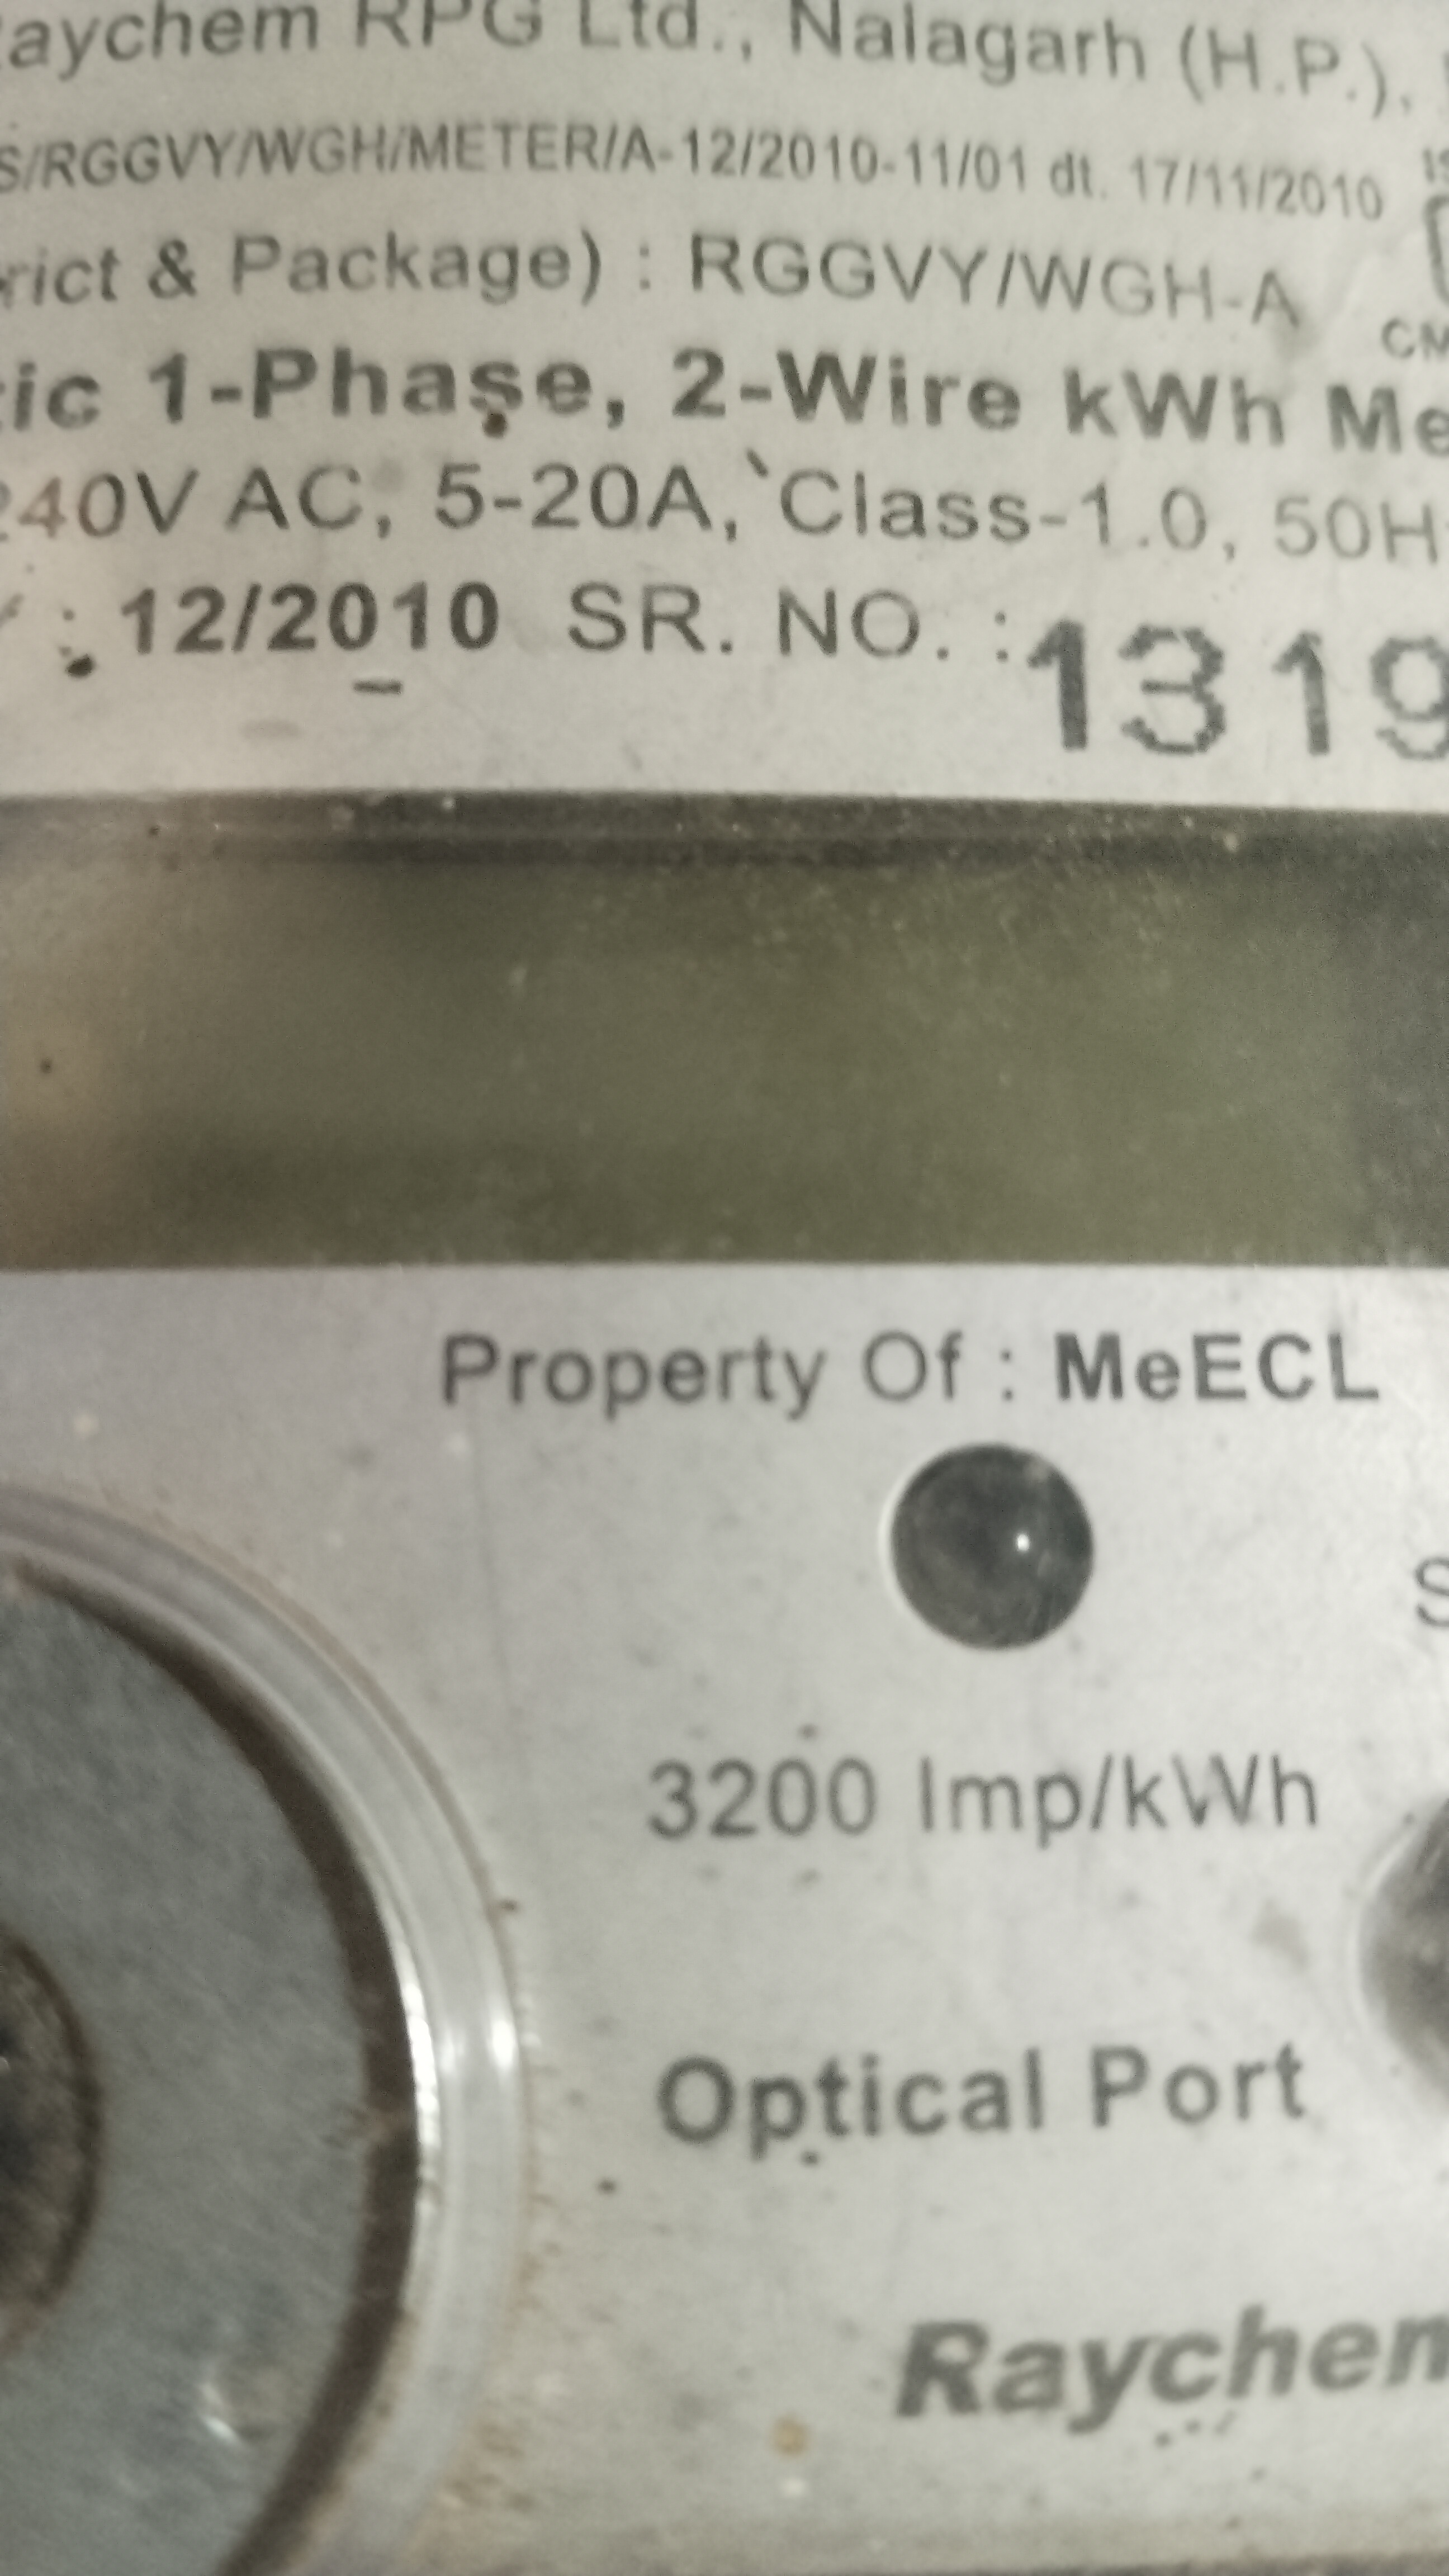 aychem RPG Ltd., Nalagarh (H.P.),
S/RGGVY/WGH/METER/A-12/2010-11/01 dt. 17/11/2010
rict & Package) : RGGVY/WGH-A
CM
ic 1-Phase, 2-Wire kWh Me
240V AC, 5-20A, Class-1.0, 50H
: 12/2010 SR. NO. : 1319
Property Of : MeECL
S
3200 Imp/kWh
Optical Port
Raychem